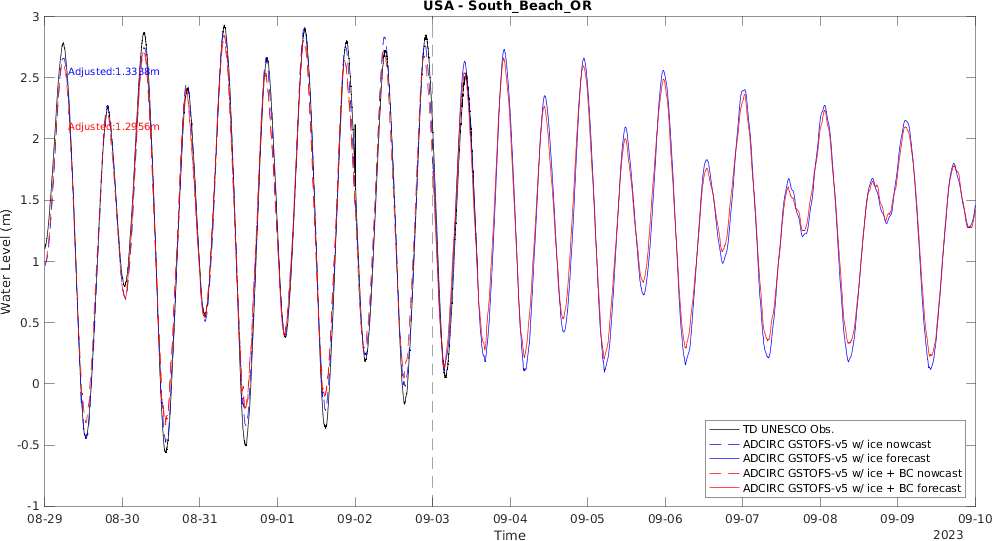 USA - South_Beach_OR
3
2.5
2
1.5
1
0.5
0
-0.5
-1
Water Level (m)
Adjusted:1.3338m
Adjusted:1.2956m
TD UNESCO Obs.
ADCIRC GSTOFS-v5 w/ ice nowcast
ADCIRC GSTOFS-v5 w/ ice forecast
ADCIRC GSTOFS-v5 w/ ice + BC nowcast
ADCIRC GSTOFS-v5 w/ ice + BC forecast
08-29 08-30 08-31 09-01 09-02 09-03 09-04 09-05 09-06 09-07 09-08 09-09 09-10
Time
2023